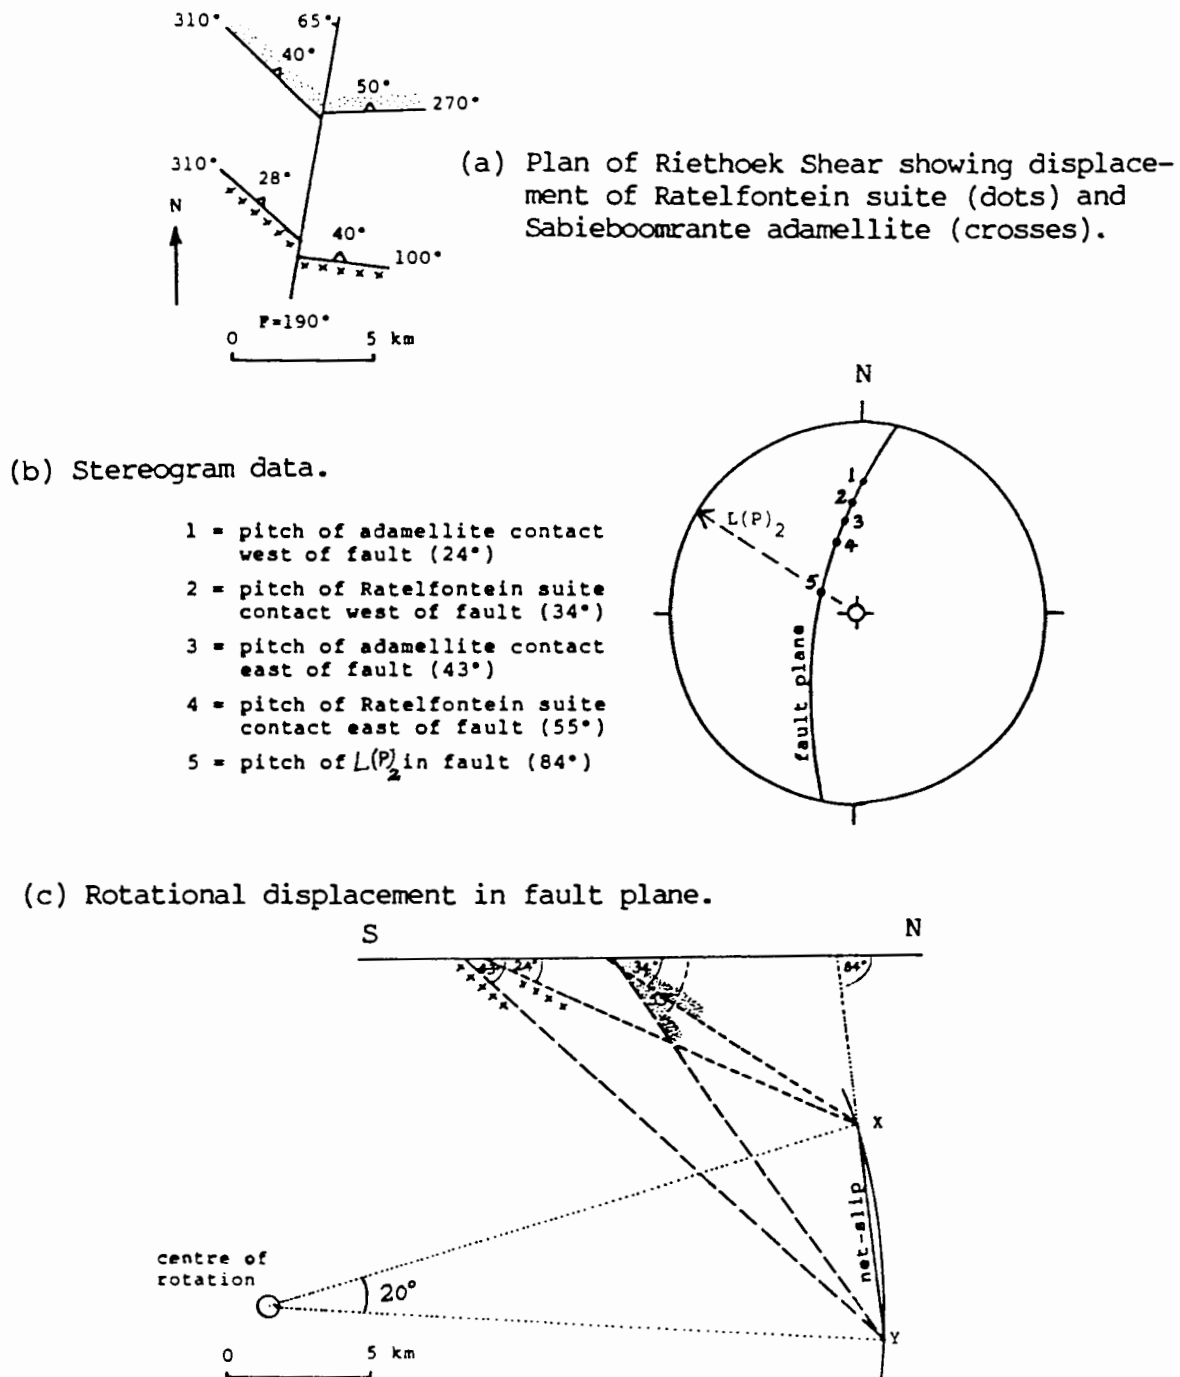 310°
65°
40°
50°
270°
310°
28°
N
40°
100°
F=190°
0 5 km
(a) Plan of Riethoek Shear showing displace-
ment of Ratelfontein suite (dots) and
Sabieboomrante adamellite (crosses).
N
(b) Stereogram data.
1 = pitch of adamellite contact
west of fault (24°)
2 = pitch of Ratelfontein suite
contact west of fault (34°)
3 = pitch of adamellite contact
east of fault (43°)
4 = pitch of Ratelfontein suite
contact east of fault (55°)
5 = pitch of L(P)2 in fault (84°)
1
2
3
4
5
L(P)2
fault plane
(c) Rotational displacement in fault plane.
S
N
43°
24°
34°
84°
X
net-slip
centre of
rotation
20°
Y
0 5 km